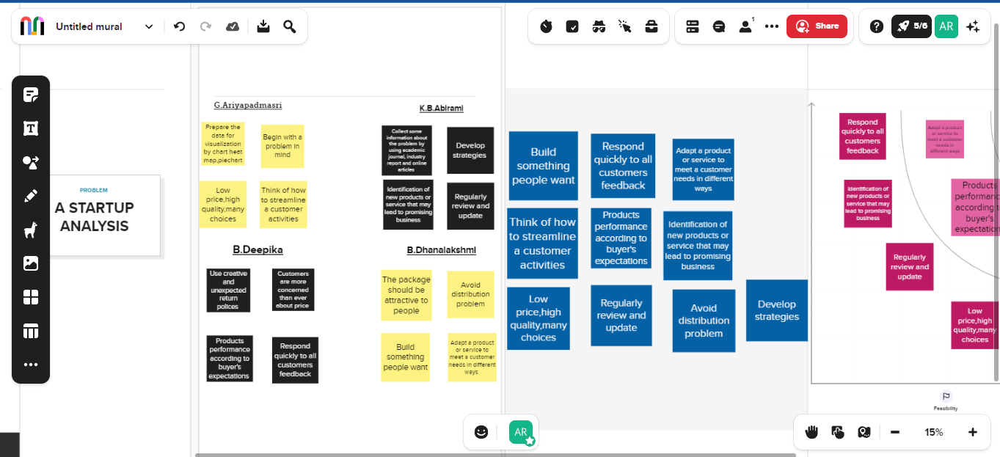 Untitled mural
1
Share
5/6
AR
PROBLEM
A STARTUP
ANALYSIS
G.Ariyapadmasri
Prepare the
data for
visualization
by chart heat
map,piechart
Begin with a
problem in
mind
Low
price,high
quality,many
choices
Think of how
to streamline
a customer
activities
K.B.Abirami
Collect some
information about
the problem by
using academic
journal, industry
report and online
articles
Develop
strategies
Identification of
new products or
service that may
lead to promising
business
Regularly
review and
update
B.Deepika
Use creative
and
unexpected
return
polices
Customers
are more
concerned
than ever
about price
Products
performance
according to
buyer's
expectations
Respond
quickly to all
customers
feedback
B.Dhanalakshmi
The package
should be
attractive to
people
Avoid
distribution
problem
Build
something
people want
Adapt a product
or service to
meet a customer
needs in different
ways
Build
something
people want
Respond
quickly to all
customers
feedback
Adapt a product
or service to
meet a customer
needs in different
ways
Think of how
to streamline
a customer
activities
Products
performance
according to
buyer's
expectations
Identification of
new products or
service that may
lead to promising
business
Low
price,high
quality,many
choices
Regularly
review and
update
Avoid
distribution
problem
Develop
strategies
Respond
quickly to all
customers
feedback
Adapt a product
or service to
meet a customer
needs in
different ways
Identification of
new products or
service that may
lead to promising
business
Products
performanc
according t
buyer's
expectation
Regularly
review and
update
Low
price,high
quality,many
choices
Feasibility
AR
15%